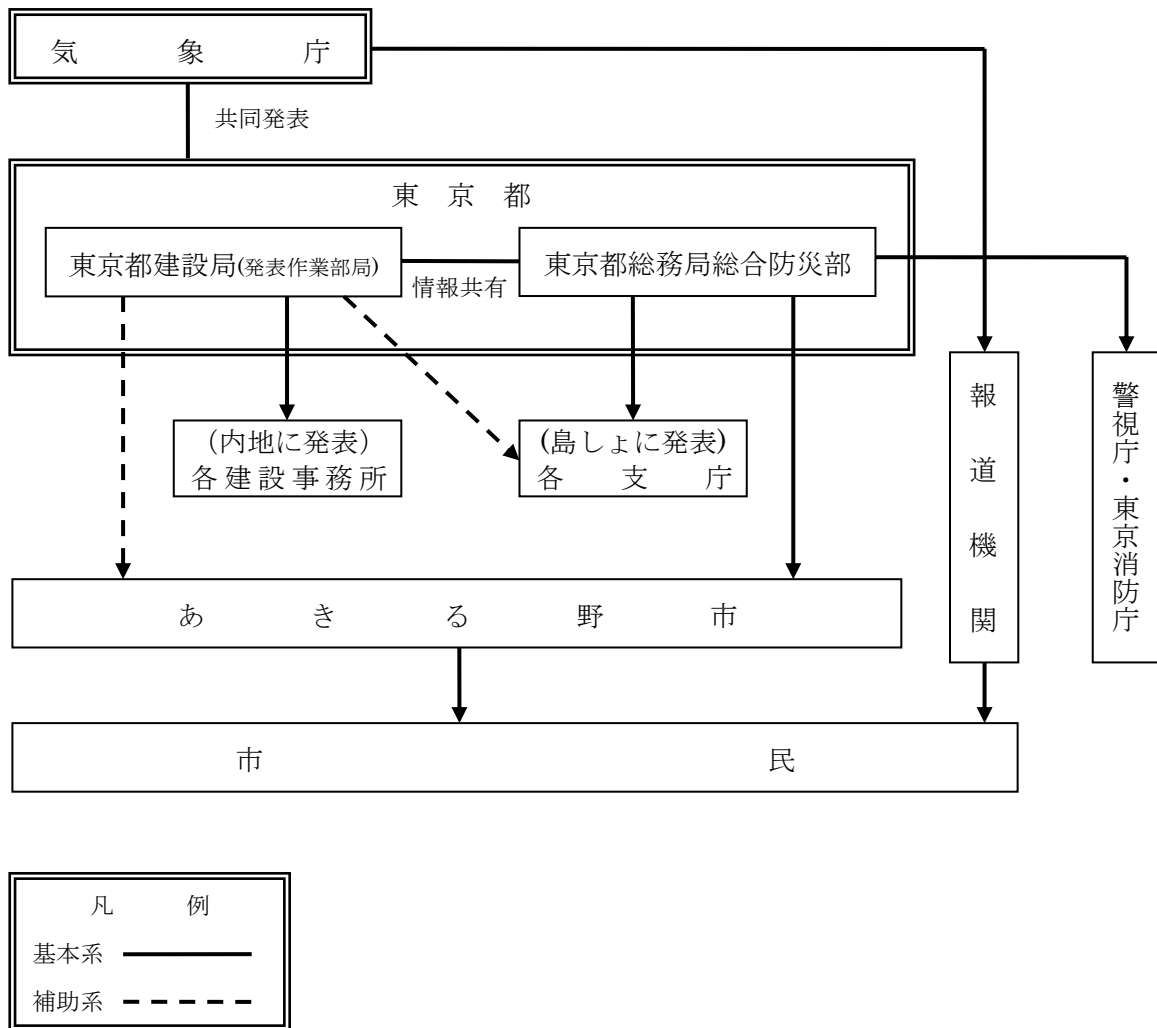 気象庁
共同発表
東京都
東京都建設局(発表作業部局)
情報共有
東京都総務局総合防災部
(内地に発表)
各建設事務所
(島しょに発表)
各支庁
報道機関
警視庁・東京消防庁
あきる野市
市民
凡例
基本系
補助系